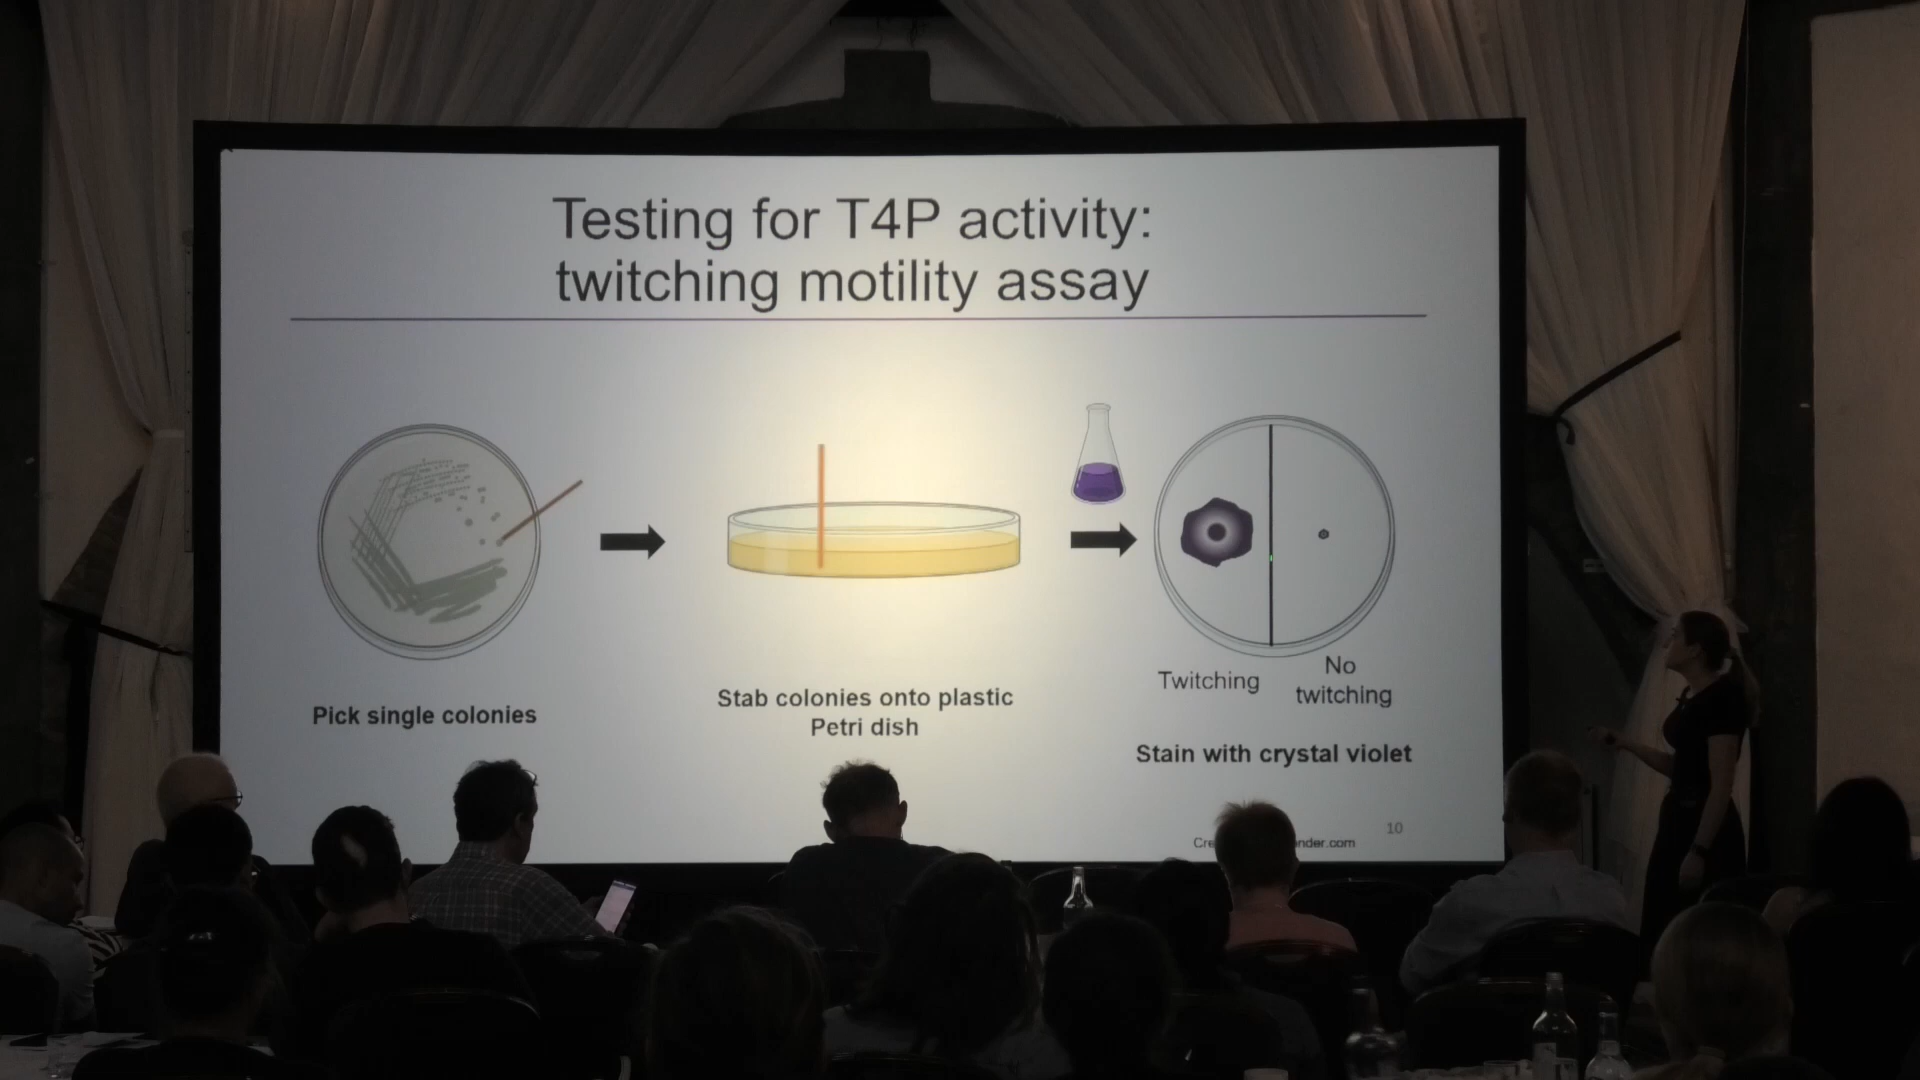 Testing for T4P activity:
twitching motility assay
Pick single colonies
Stab colonies onto plastic
Petri dish
Twitching
No
twitching
Stain with crystal violet
10